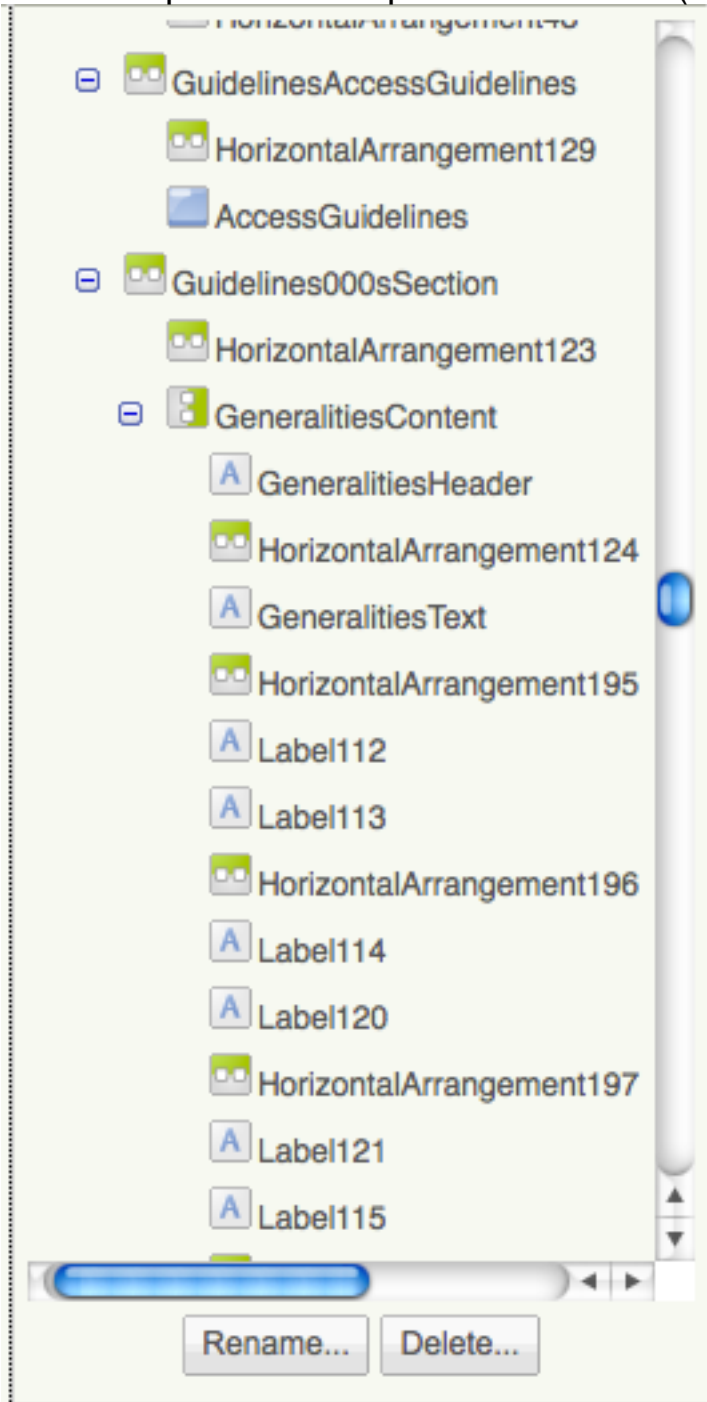 HorizontalArrangement48
GuidelinesAccessGuidelines
HorizontalArrangement129
AccessGuidelines
Guidelines000sSection
HorizontalArrangement123
GeneralitiesContent
A GeneralitiesHeader
HorizontalArrangement124
A GeneralitiesText
HorizontalArrangement195
A Label112
A Label113
HorizontalArrangement196
A Label114
A Label120
HorizontalArrangement197
A Label121
A Label115
Rename... Delete...